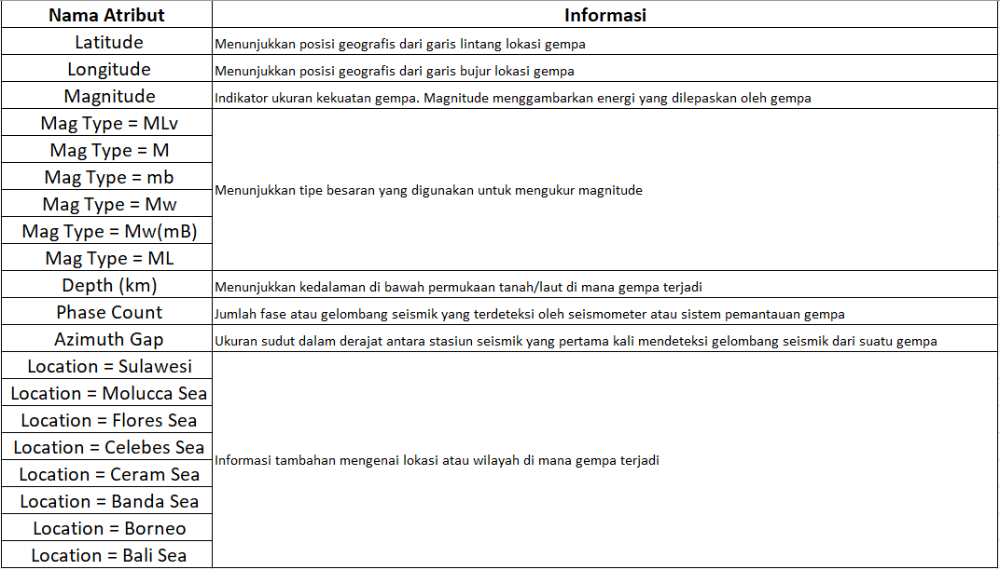 Nama Atribut Informasi
Latitude Menunjukkan posisi geografis dari garis lintang lokasi gempa
Longitude Menunjukkan posisi geografis dari garis bujur lokasi gempa
Magnitude Indikator ukuran kekuatan gempa. Magnitude menggambarkan energi yang dilepaskan oleh gempa
Mag Type = MLv
Mag Type = M
Mag Type = mb
Menunjukkan tipe besaran yang digunakan untuk mengukur magnitude
Mag Type = Mw
Mag Type = Mw(mB)
Mag Type = ML
Depth (km) Menunjukkan kedalaman di bawah permukaan tanah/laut di mana gempa terjadi
Phase Count Jumlah fase atau gelombang seismik yang terdeteksi oleh seismometer atau sistem pemantauan gempa
Azimuth Gap Ukuran sudut dalam derajat antara stasiun seismik yang pertama kali mendeteksi gelombang seismik dari suatu gempa
Location = Sulawesi
Location = Molucca Sea
Location = Flores Sea
Location = Celebes Sea
Informasi tambahan mengenai lokasi atau wilayah di mana gempa terjadi
Location = Ceram Sea
Location = Banda Sea
Location = Borneo
Location = Bali Sea